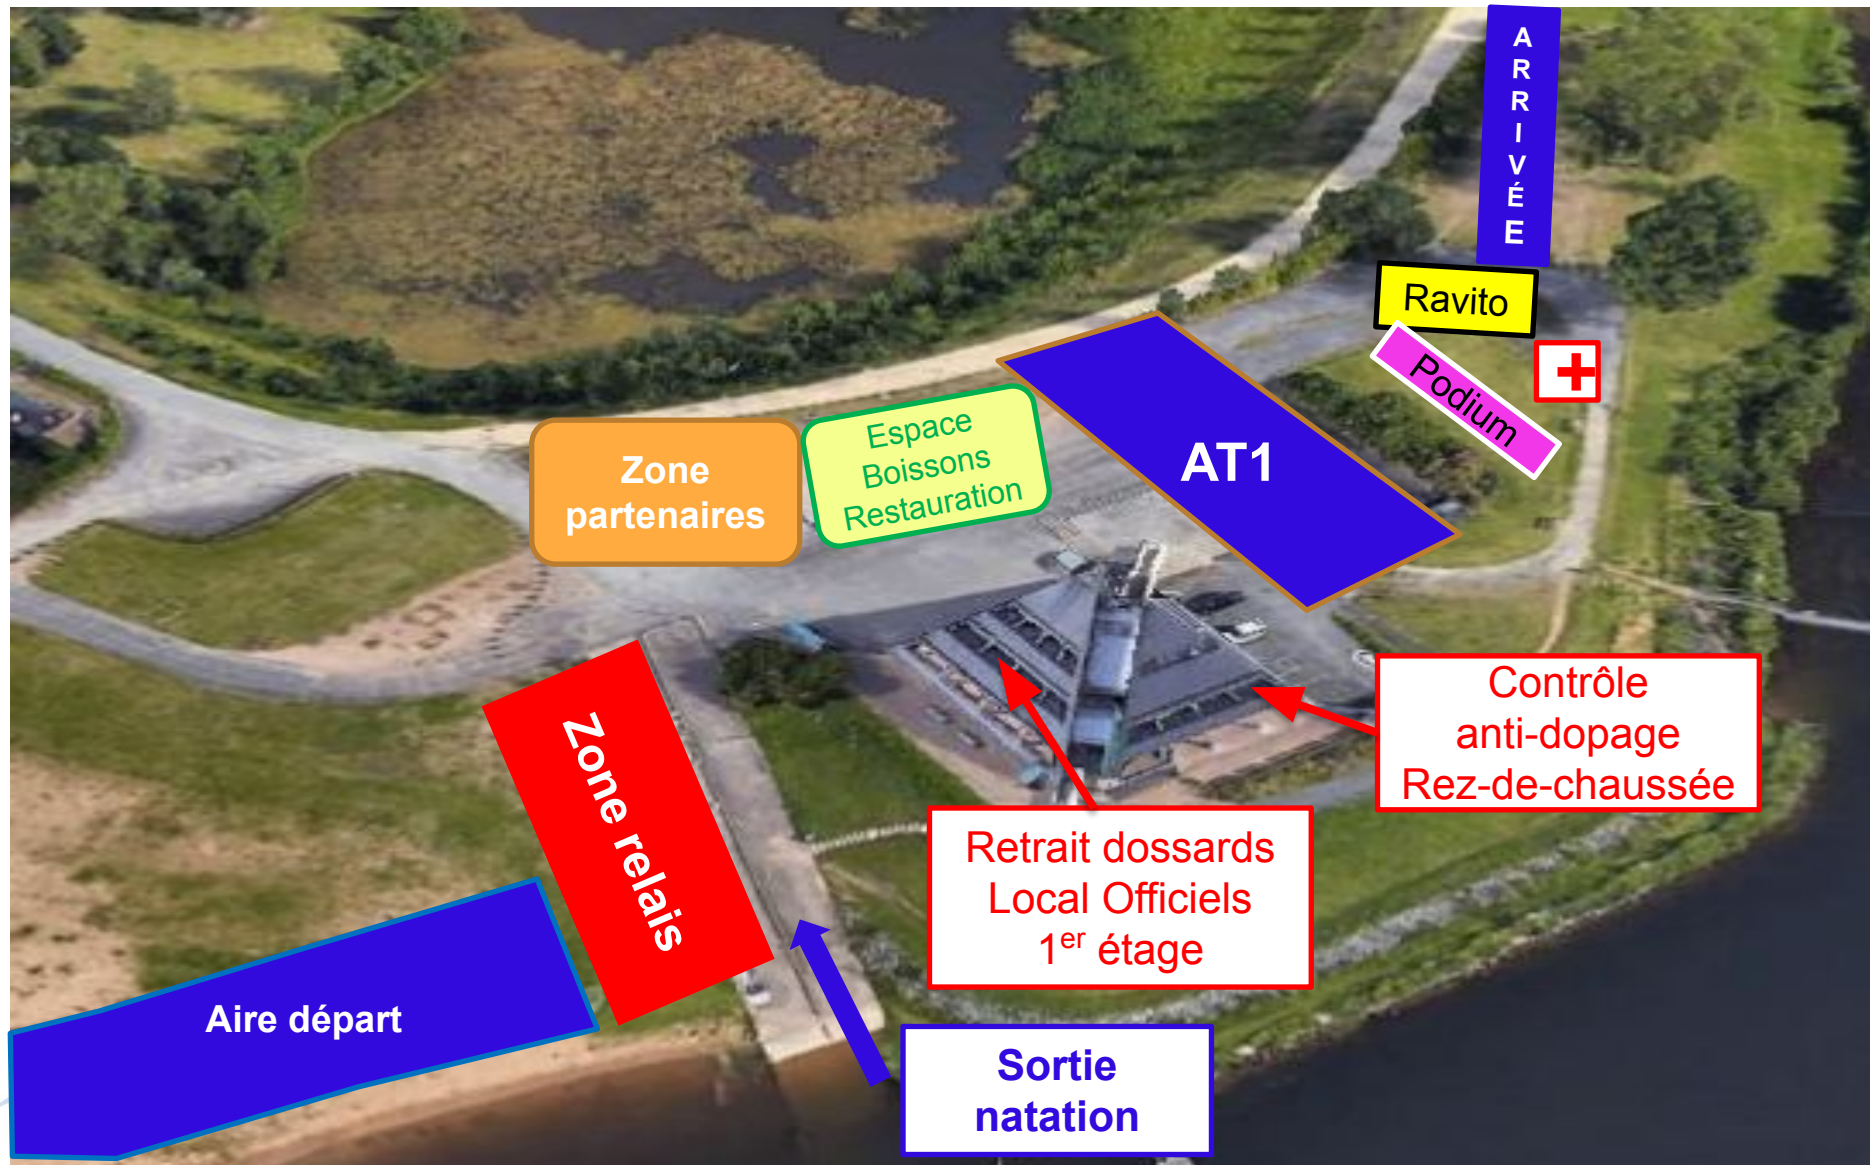 ARRIVÉE
Ravito
Podium
Espace
Boissons
Restauration
Zone
partenaires
AT1
Zone relais
Contrôle
anti-dopage
Rez-de-chaussée
Retrait dossards
Local Officiels
1er étage
Aire départ
Sortie
natation